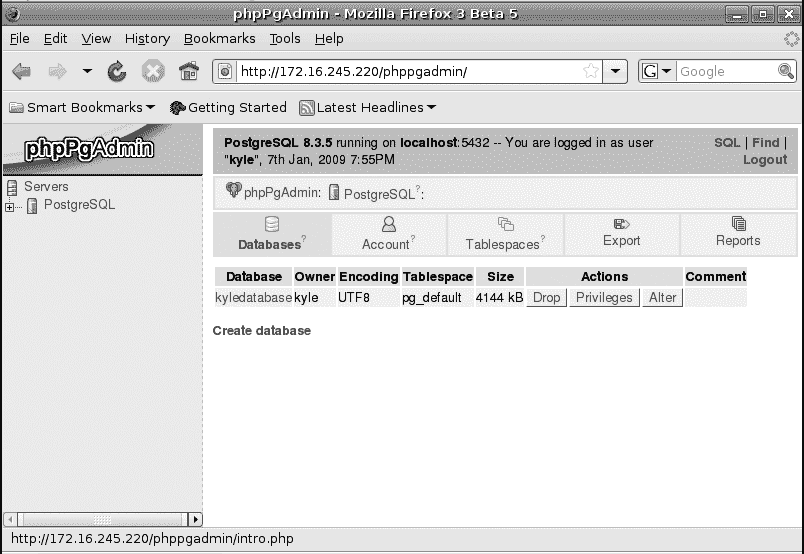 phpPgAdmin - Mozilla Firefox 3 Beta 5
File Edit View History Bookmarks Tools Help
http://172.16.245.220/phppgadmin/
G Google
Smart Bookmarks Getting Started Latest Headlines
phpPgAdmin
Servers
PostgreSQL
PostgreSQL 8.3.5 running on localhost:5432 -- You are logged in as user
"kyle", 7th Jan, 2009 7:55PM
SQL | Find |
Logout
phpPgAdmin: PostgreSQL?:
Databases? Account? Tablespaces? Export Reports
Database Owner Encoding Tablespace Size Actions Comment
kyledatabase kyle UTF8 pg_default 4144 kB Drop Privileges Alter
Create database
http://172.16.245.220/phppgadmin/intro.php